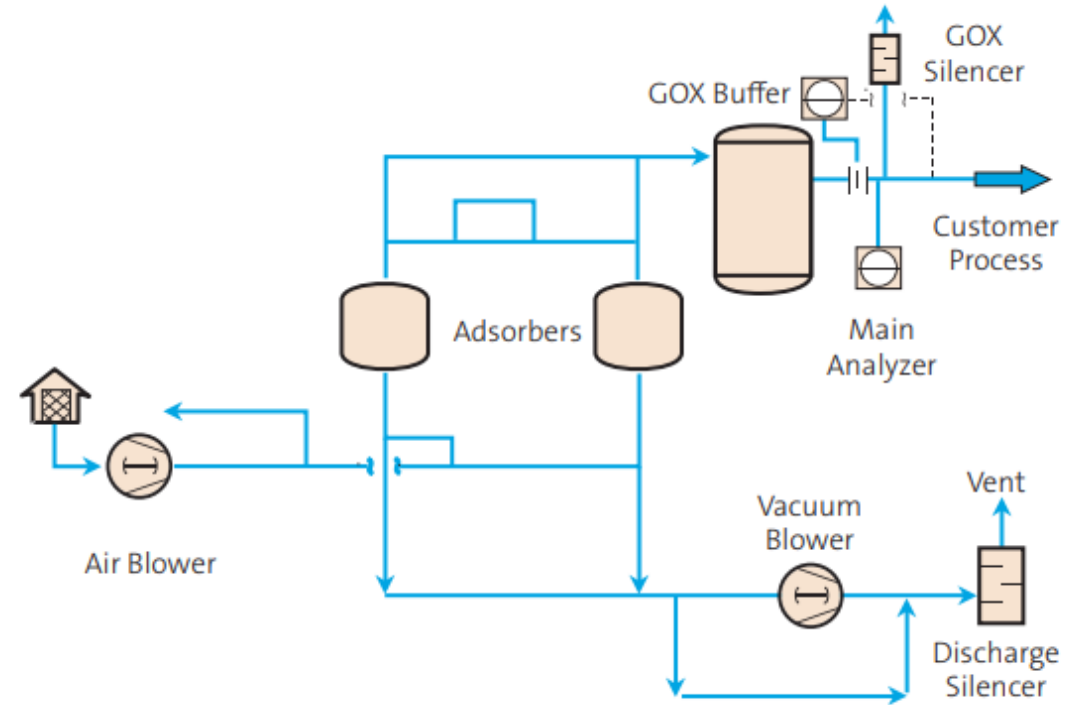 GOX
Silencer
GOX Buffer
Customer
Process
Adsorbers
Main
Analyzer
Vent
Vacuum
Blower
Air Blower
Discharge
Silencer